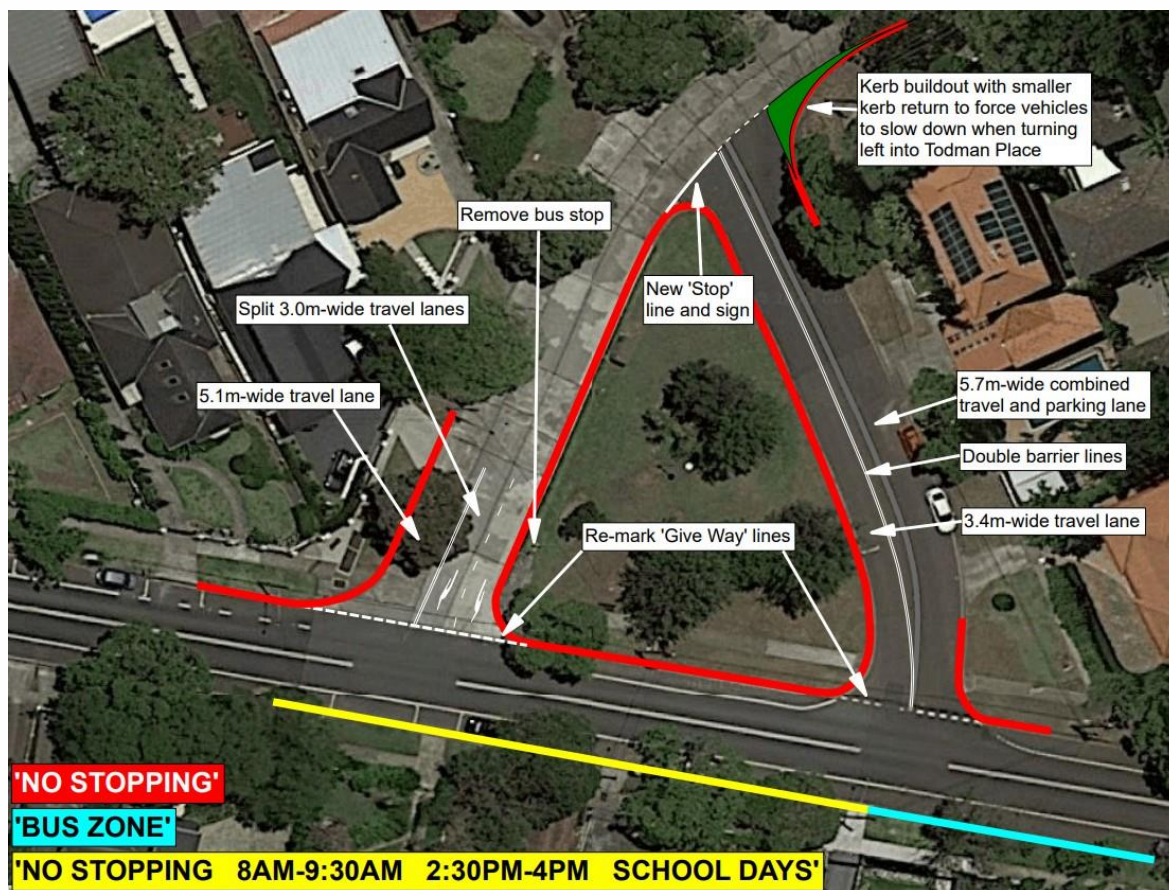 Kerb buildout with smaller
kerb return to force vehicles
to slow down when turning
left into Todman Place
Remove bus stop
New 'Stop'
line and sign
Split 3.0m-wide travel lanes
5.1m-wide travel lane
5.7m-wide combined
travel and parking lane
Double barrier lines
3.4m-wide travel lane
Re-mark 'Give Way' lines
'NO STOPPING'
'BUS ZONE'
'NO STOPPING 8AM-9:30AM 2:30PM-4PM SCHOOL DAYS'